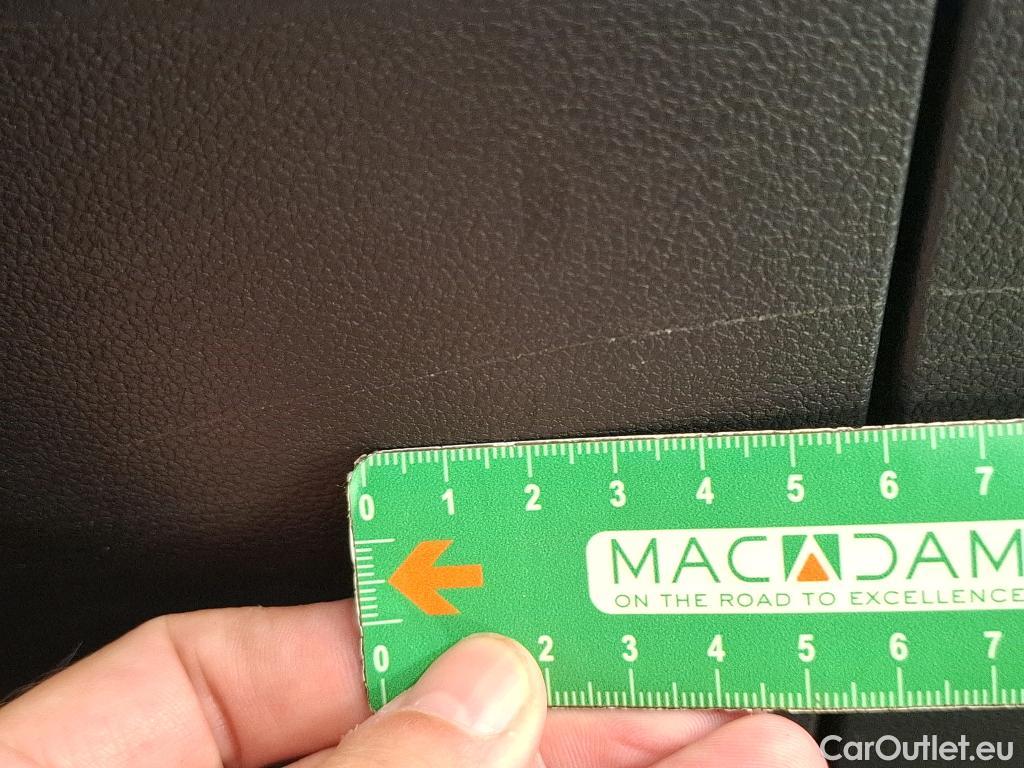 0 1 2 3 4 5 6 7
MACADAM
ON THE ROAD TO EXCELLENCE
0 2 3 4 5 6 7
CarOutlet.eu